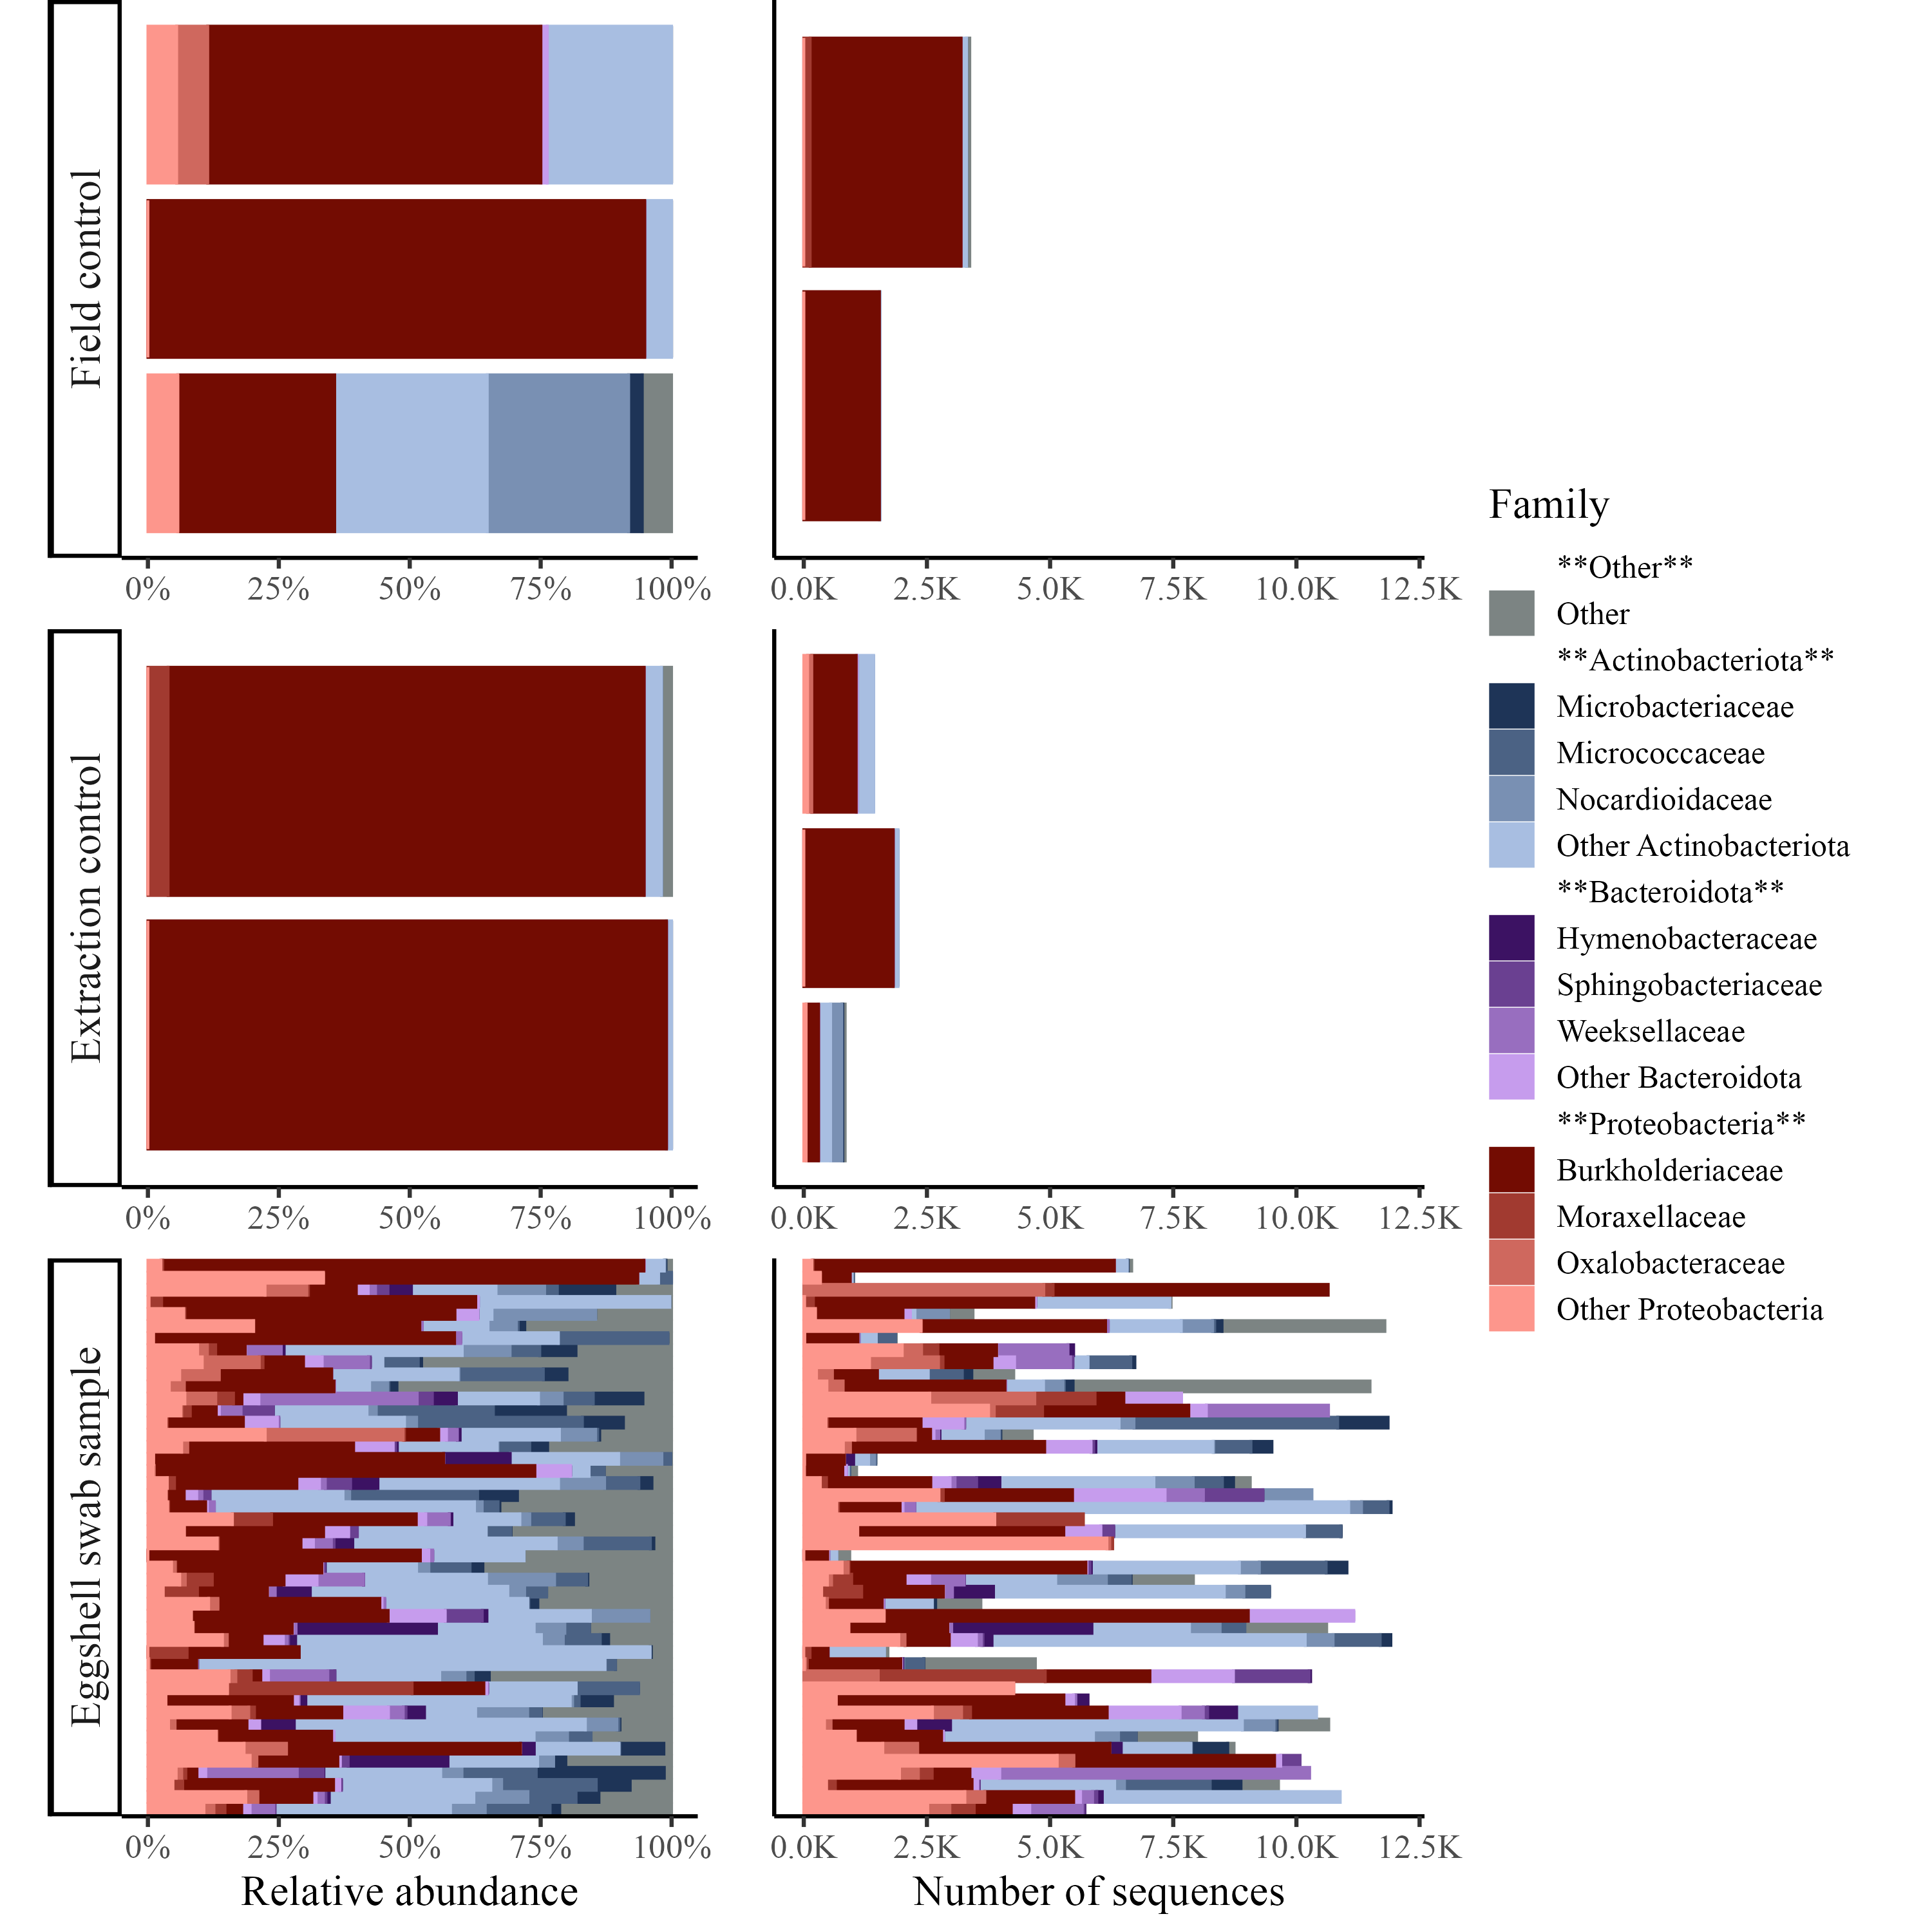 Field control
0% 25% 50% 75% 100%
0.0K 2.5K 5.0K 7.5K 10.0K 12.5K
Extraction control
0% 25% 50% 75% 100%
0.0K 2.5K 5.0K 7.5K 10.0K 12.5K
Eggshell swab sample
0% 25% 50% 75% 100%
Relative abundance
0.0K 2.5K 5.0K 7.5K 10.0K 12.5K
Number of sequences
Family
**Other**
Other
**Actinobacteriota**
Microbacteriaceae
Micrococcaceae
Nocardioidaceae
Other Actinobacteriota
**Bacteroidota**
Hymenobacteraceae
Sphingobacteriaceae
Weeksellaceae
Other Bacteroidota
**Proteobacteria**
Burkholderiaceae
Moraxellaceae
Oxalobacteraceae
Other Proteobacteria